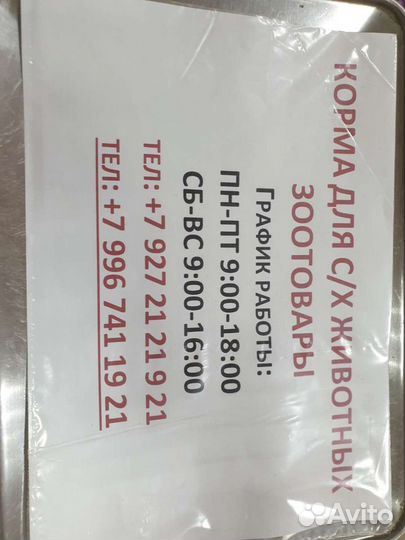 КОРМА ДЛЯ С/Х ЖИВОТНЫХ
ЗООТОВАРЫ
ГРАФИК РАБОТЫ:
ПН-ПТ 9:00-18:00
СБ-ВС 9:00-16:00
ТЕЛ: +7 927 21 21 9 21
ТЕЛ: +7 996 741 19 21
Avito